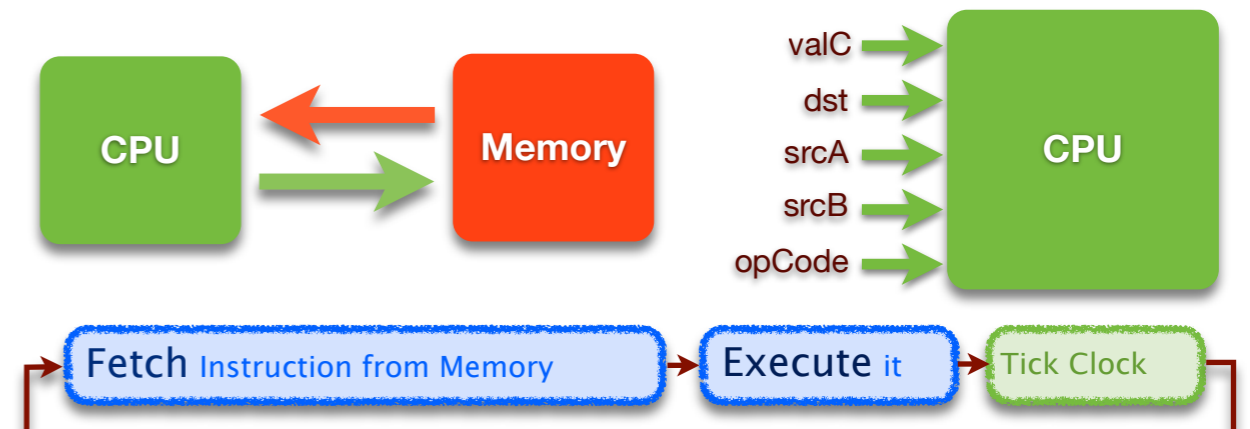 CPU
Memory
valC
dst
srcA
srcB
opCode
CPU
Fetch Instruction from Memory
Execute it
Tick Clock